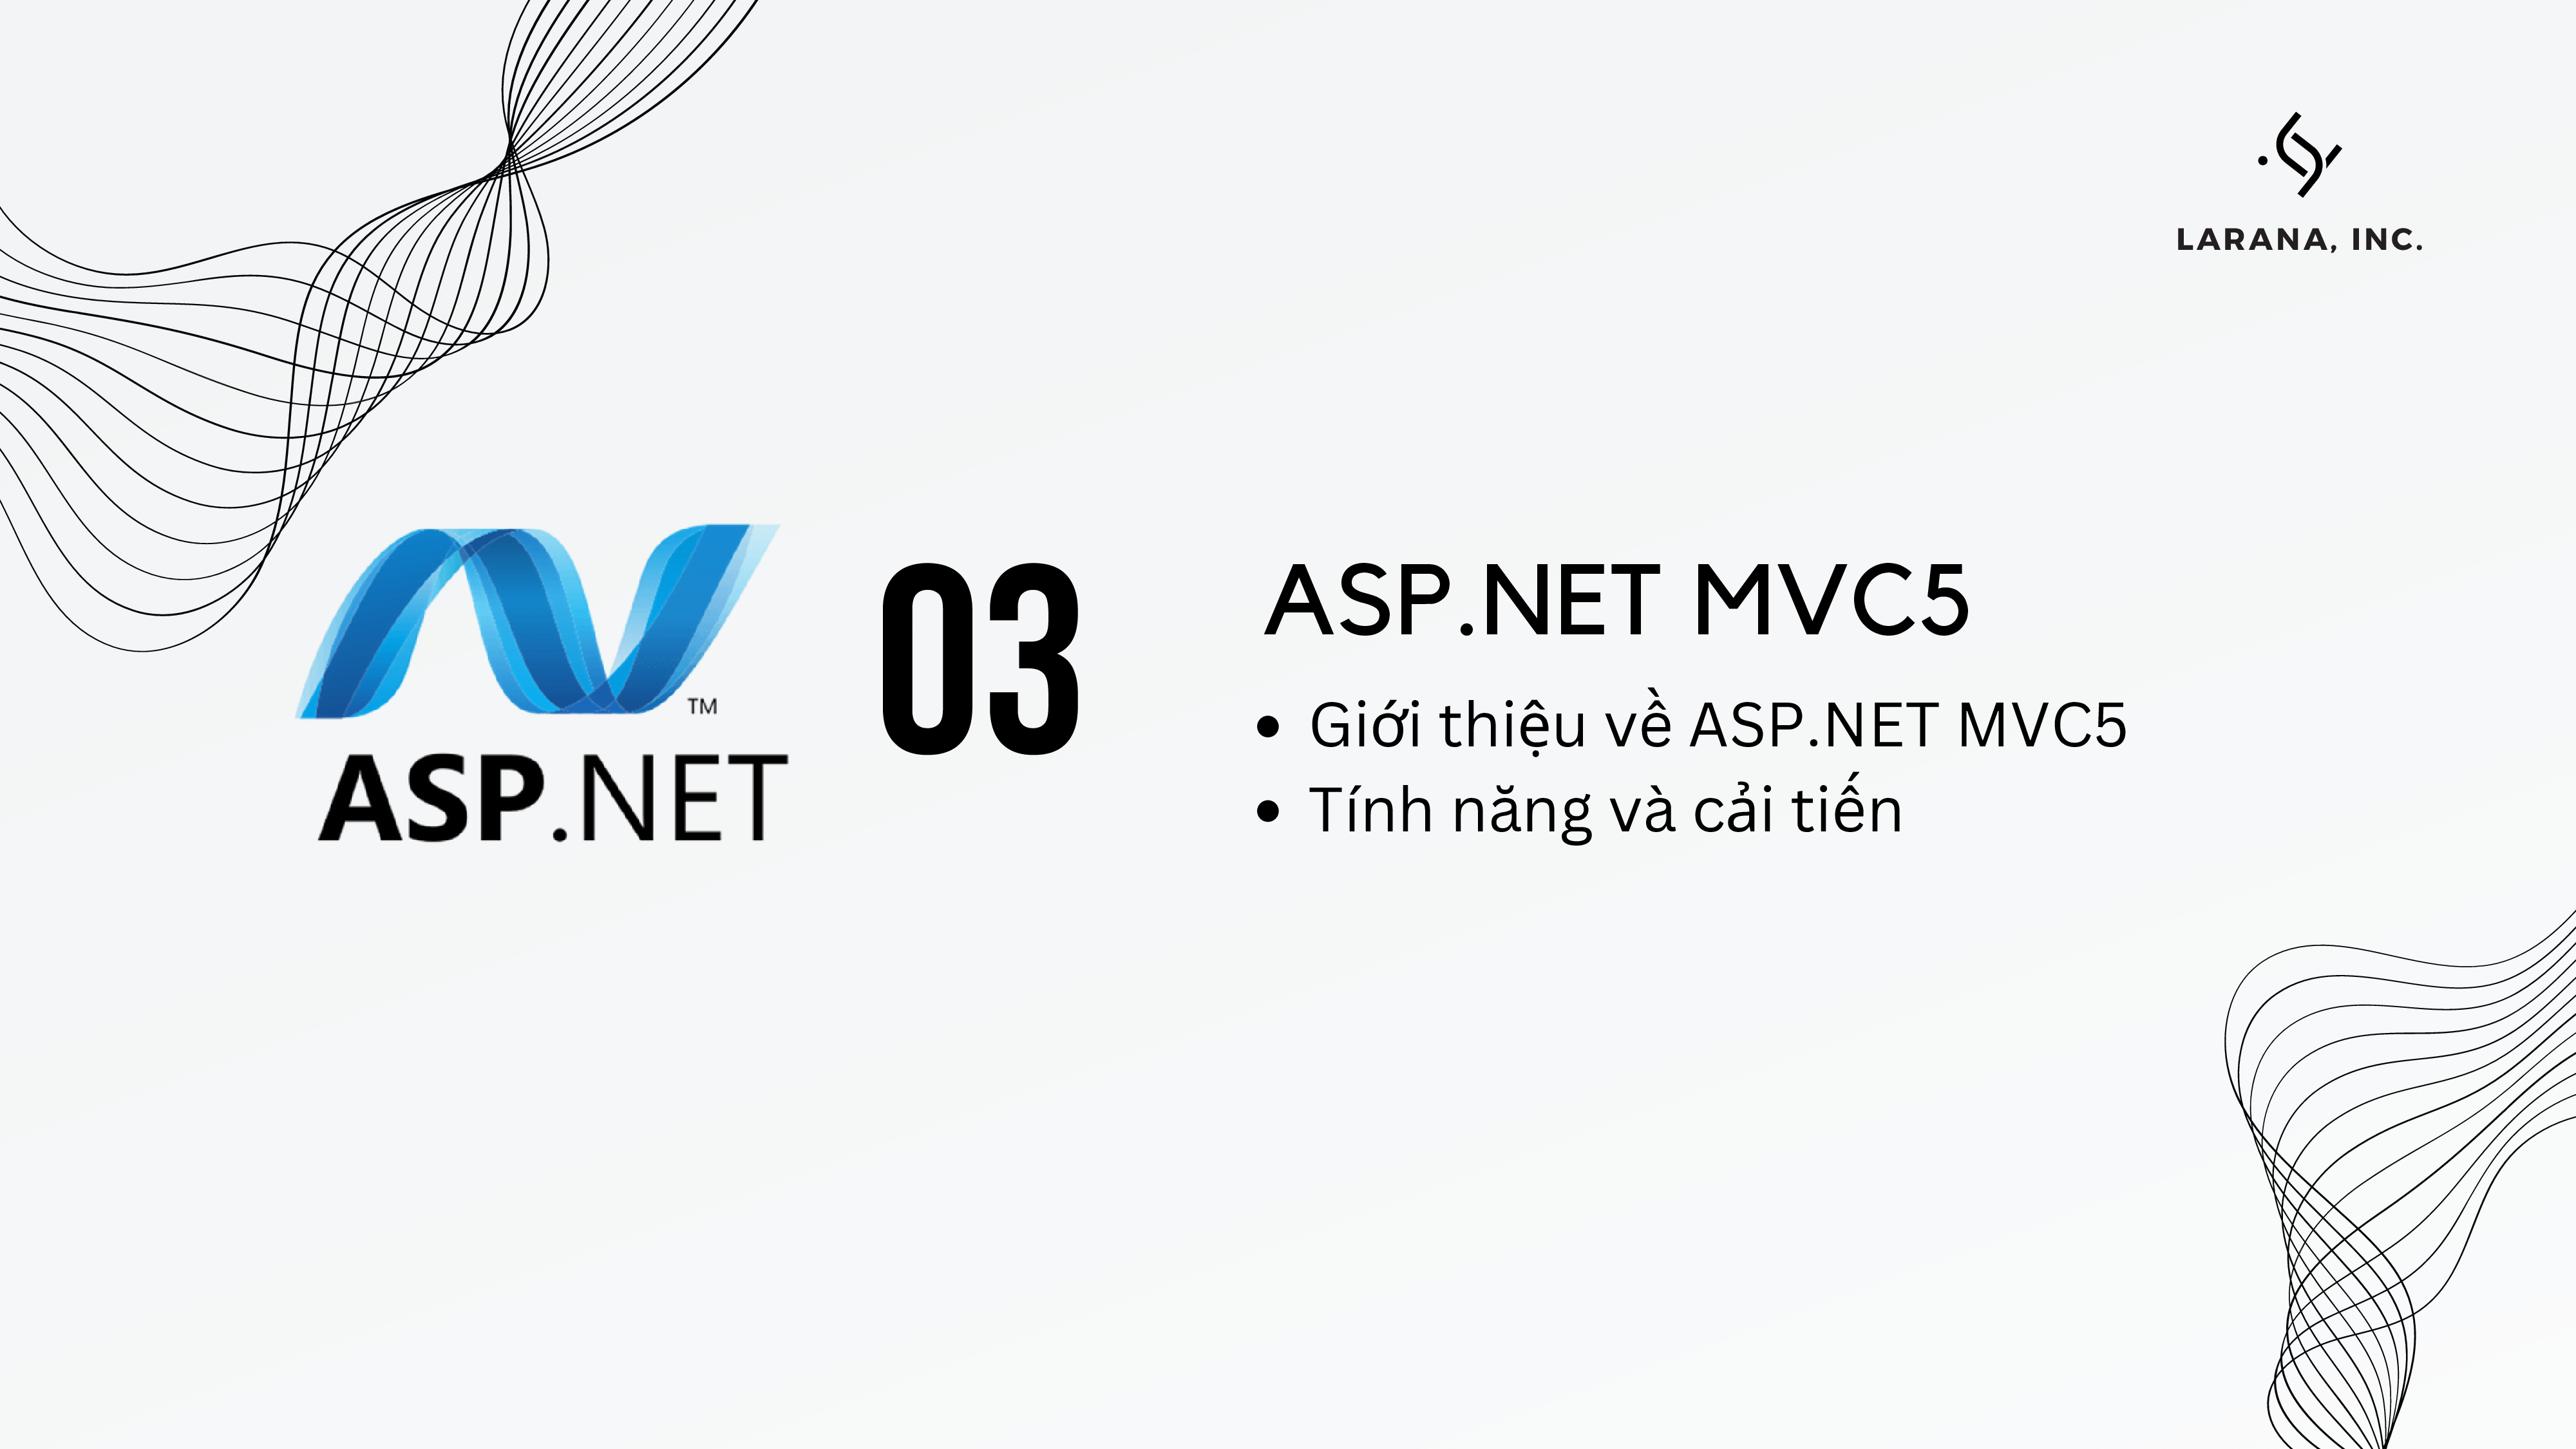 LARANA, INC.
TM
ASP.NET
03
ASP.NET MVC5
• Giới thiệu về ASP.NET MVC5
• Tính năng và cải tiến